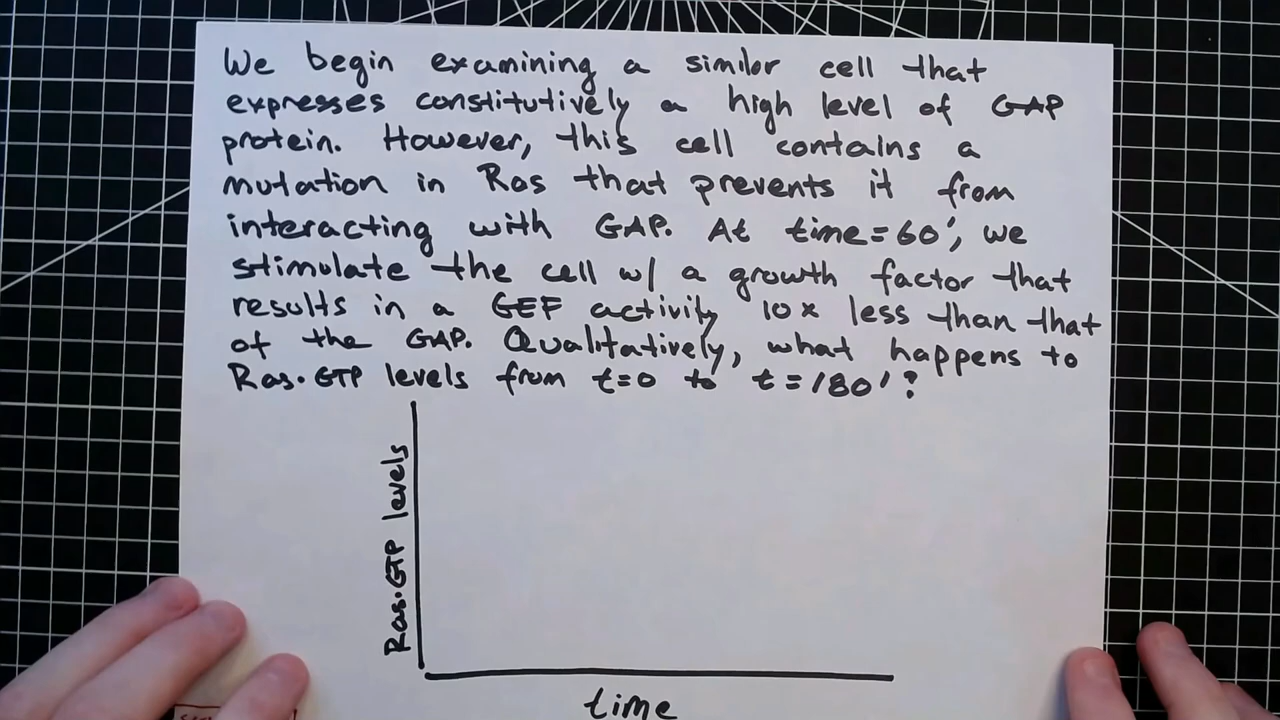 We begin examining a similar cell that
expresses constitutively a high level of GAP
protein. However, this cell contains a
mutation in Ras that prevents it from
interacting with GAP. At time=60', we
stimulate the cell w/ a growth factor that
results in a GEF activity 10x less than that
of the GAP. Qualitatively, what happens to
Ras·GTP levels from t=0 to t=180'?
Ras·GTP levels
time